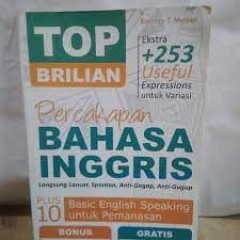 TOP
BRILIAN
Ekstra
+253
Useful
Expressions
untuk Variasi
Percakapan
BAHASA
INGGRIS
Langsung Lancar, Spontan, Anti-Gagap, Anti-Gugup
PLUS
10
Basic English Speaking
untuk Pemanasan
BONUS
GRATIS